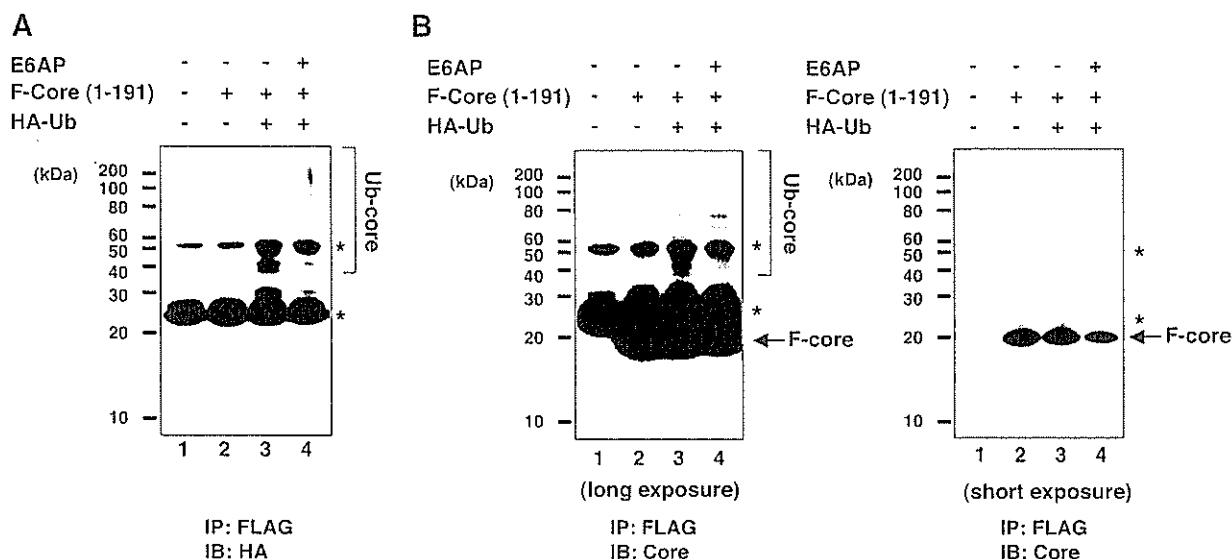 A
E6AP - - - +
F-Core (1-191) - + + +
HA-Ub - - + +
(kDa)
200
100
80
60
50
40
30
20
10
Ub-core
*
*
1 2 3 4
IP: FLAG
IB: HA
B
E6AP - - - +
F-Core (1-191) - + + +
HA-Ub - - + +
(kDa)
200
100
80
60
50
40
30
20
10
Ub-core
*
*
F-core
1 2 3 4
(long exposure)
IP: FLAG
IB: Core
E6AP - - - +
F-Core (1-191) - + + +
HA-Ub - - + +
(kDa)
200
100
80
60
50
40
30
20
10
*
*
F-core
1 2 3 4
(short exposure)
IP: FLAG
IB: Core